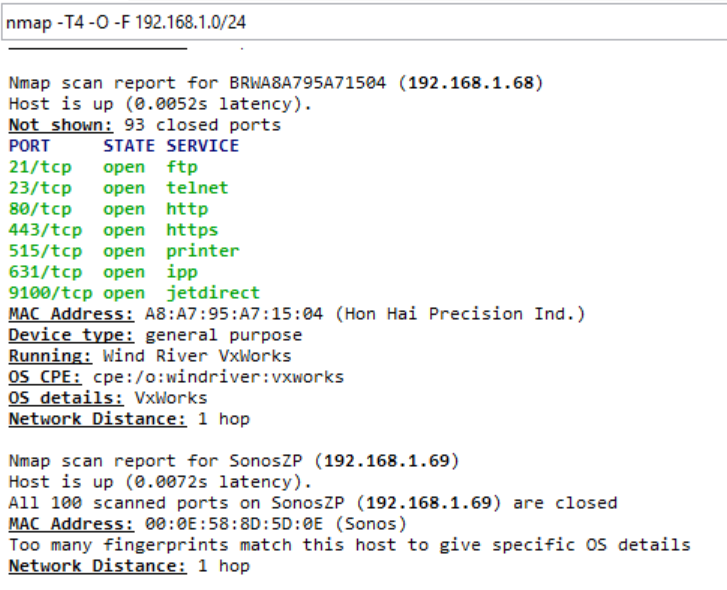 nmap -T4 -O -F 192.168.1.0/24
Nmap scan report for BRWA8A795A71504 (192.168.1.68)
Host is up (0.0052s latency).
Not shown: 93 closed ports
PORT STATE SERVICE
21/tcp open ftp
23/tcp open telnet
80/tcp open http
443/tcp open https
515/tcp open printer
631/tcp open ipp
9100/tcp open jetdirect
MAC Address: A8:A7:95:A7:15:04 (Hon Hai Precision Ind.)
Device type: general purpose
Running: Wind River VxWorks
OS CPE: cpe:/o:windriver:vxworks
OS details: VxWorks
Network Distance: 1 hop
Nmap scan report for SonosZP (192.168.1.69)
Host is up (0.0072s latency).
All 100 scanned ports on SonosZP (192.168.1.69) are closed
MAC Address: 00:0E:58:8D:5D:0E (Sonos)
Too many fingerprints match this host to give specific OS details
Network Distance: 1 hop